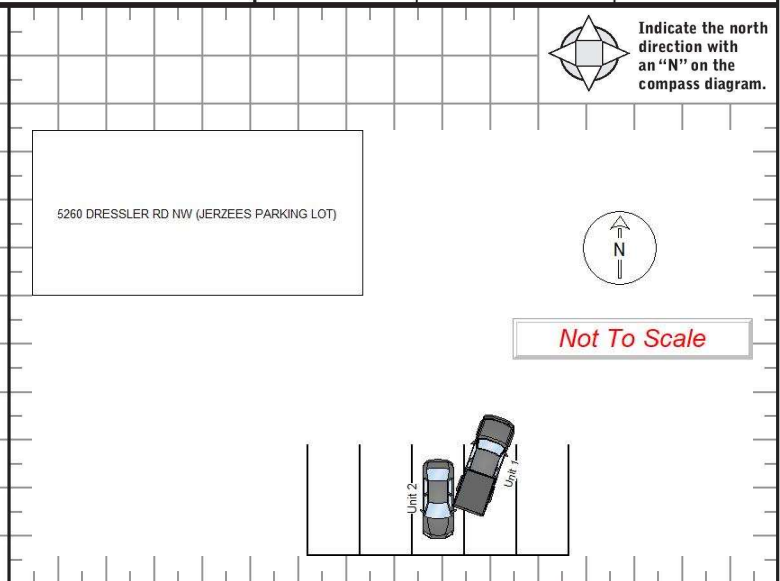 Indicate the north
direction with
an “N” on the
compass diagram.
5260 DRESSLER RD NW (JERZEES PARKING LOT)
N
Not To Scale
Unit 2
Unit 1